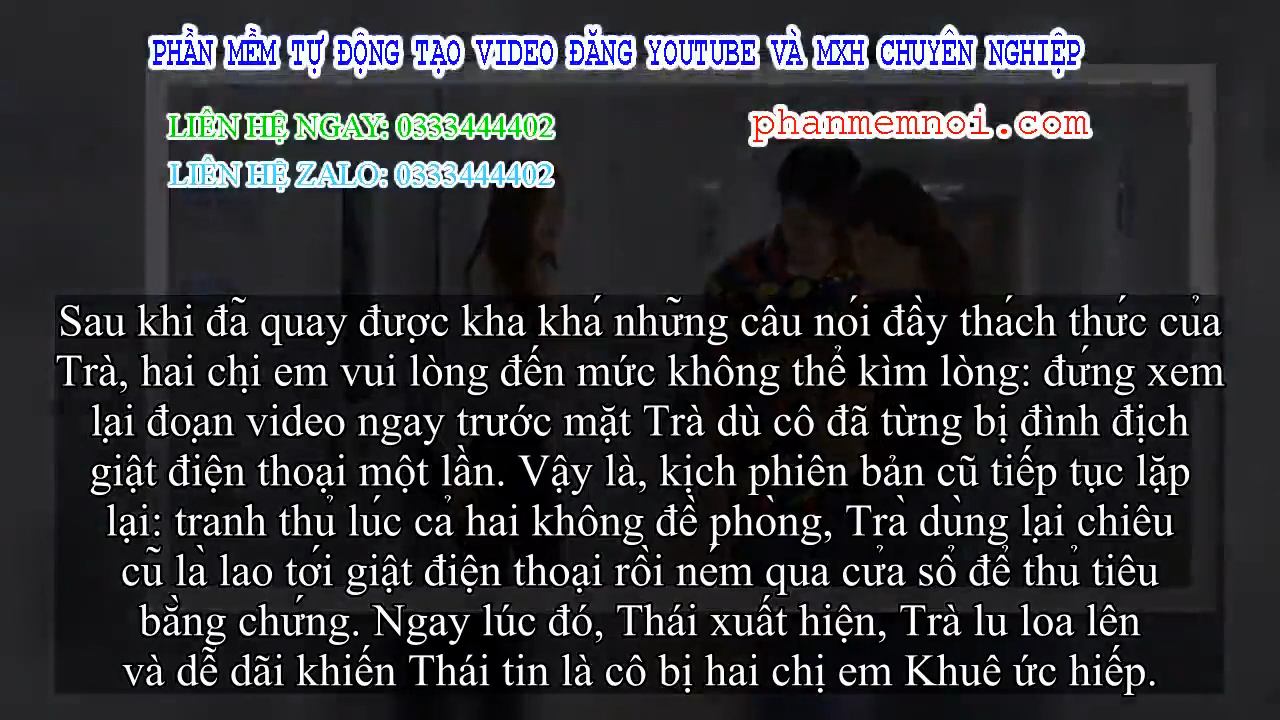 PHẦN MỀM TỰ ĐỘNG TẠO VIDEO ĐĂNG YOUTUBE VÀ MXH CHUYÊN NGHIỆP
LIÊN HỆ NGAY: 0333444402
phanmemnoi.com
LIÊN HỆ ZALO: 0333444402
Sau khi đã quay được kha khá những câu nói đầy thách thức của
Trà, hai chị em vui lòng đến mức không thể kìm lòng: đứng xem
lại đoạn video ngay trước mặt Trà dù cô đã từng bị đình địch
giật điện thoại một lần. Vậy là, kịch phiên bản cũ tiếp tục lặp
lại: tranh thủ lúc cả hai không đề phòng, Trà dùng lại chiêu
cũ là lao tới giật điện thoại rồi ném qua cửa sổ để thủ tiêu
bằng chứng. Ngay lúc đó, Thái xuất hiện, Trà lu loa lên
và dễ dãi khiến Thái tin là cô bị hai chị em Khuê ức hiếp.